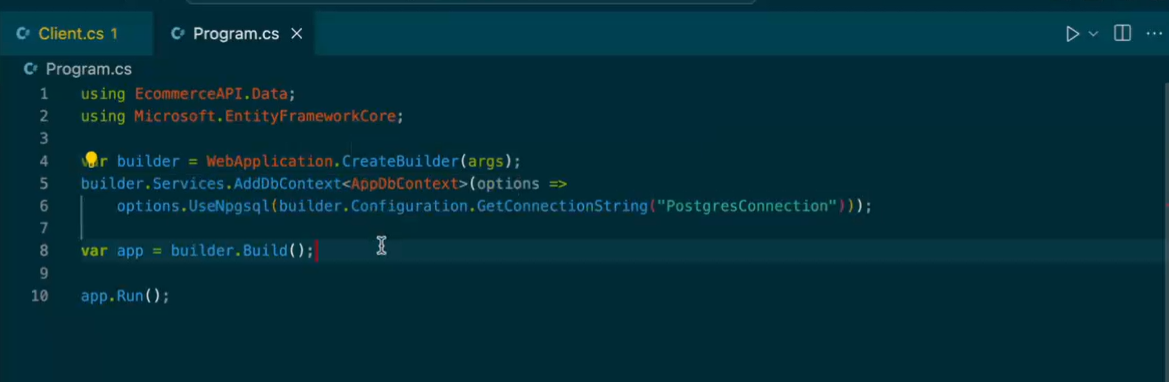 Client.cs 1
Program.cs
Program.cs
1 using EcommerceAPI.Data;
2 using Microsoft.EntityFrameworkCore;
3
4 var builder = WebApplication.CreateBuilder(args);
5 builder.Services.AddDbContext<AppDbContext>(options =>
6 options.UseNpgsql(builder.Configuration.GetConnectionString("PostgresConnection")));
7
8 var app = builder.Build();
9
10 app.Run();